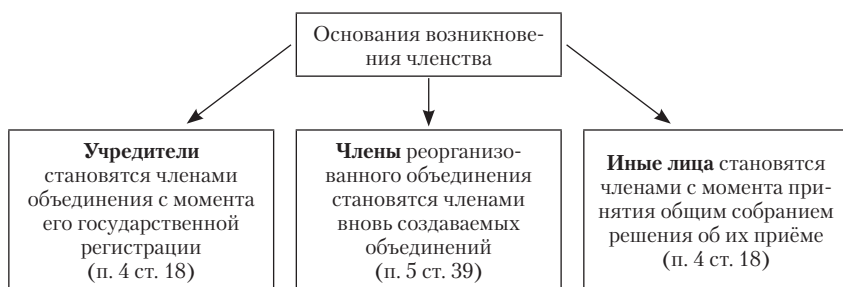 Основания возникнове-
ния членства
Учредители
становятся членами
объединения с момента
его государственной
регистрации
(п. 4 ст. 18)
Члены реорганизо-
ванного объединения
становятся членами
вновь создаваемых
объединений
(п. 5 ст. 39)
Иные лица становятся
членами с момента при-
нятия общим собранием
решения об их приёме
(п. 4 ст. 18)